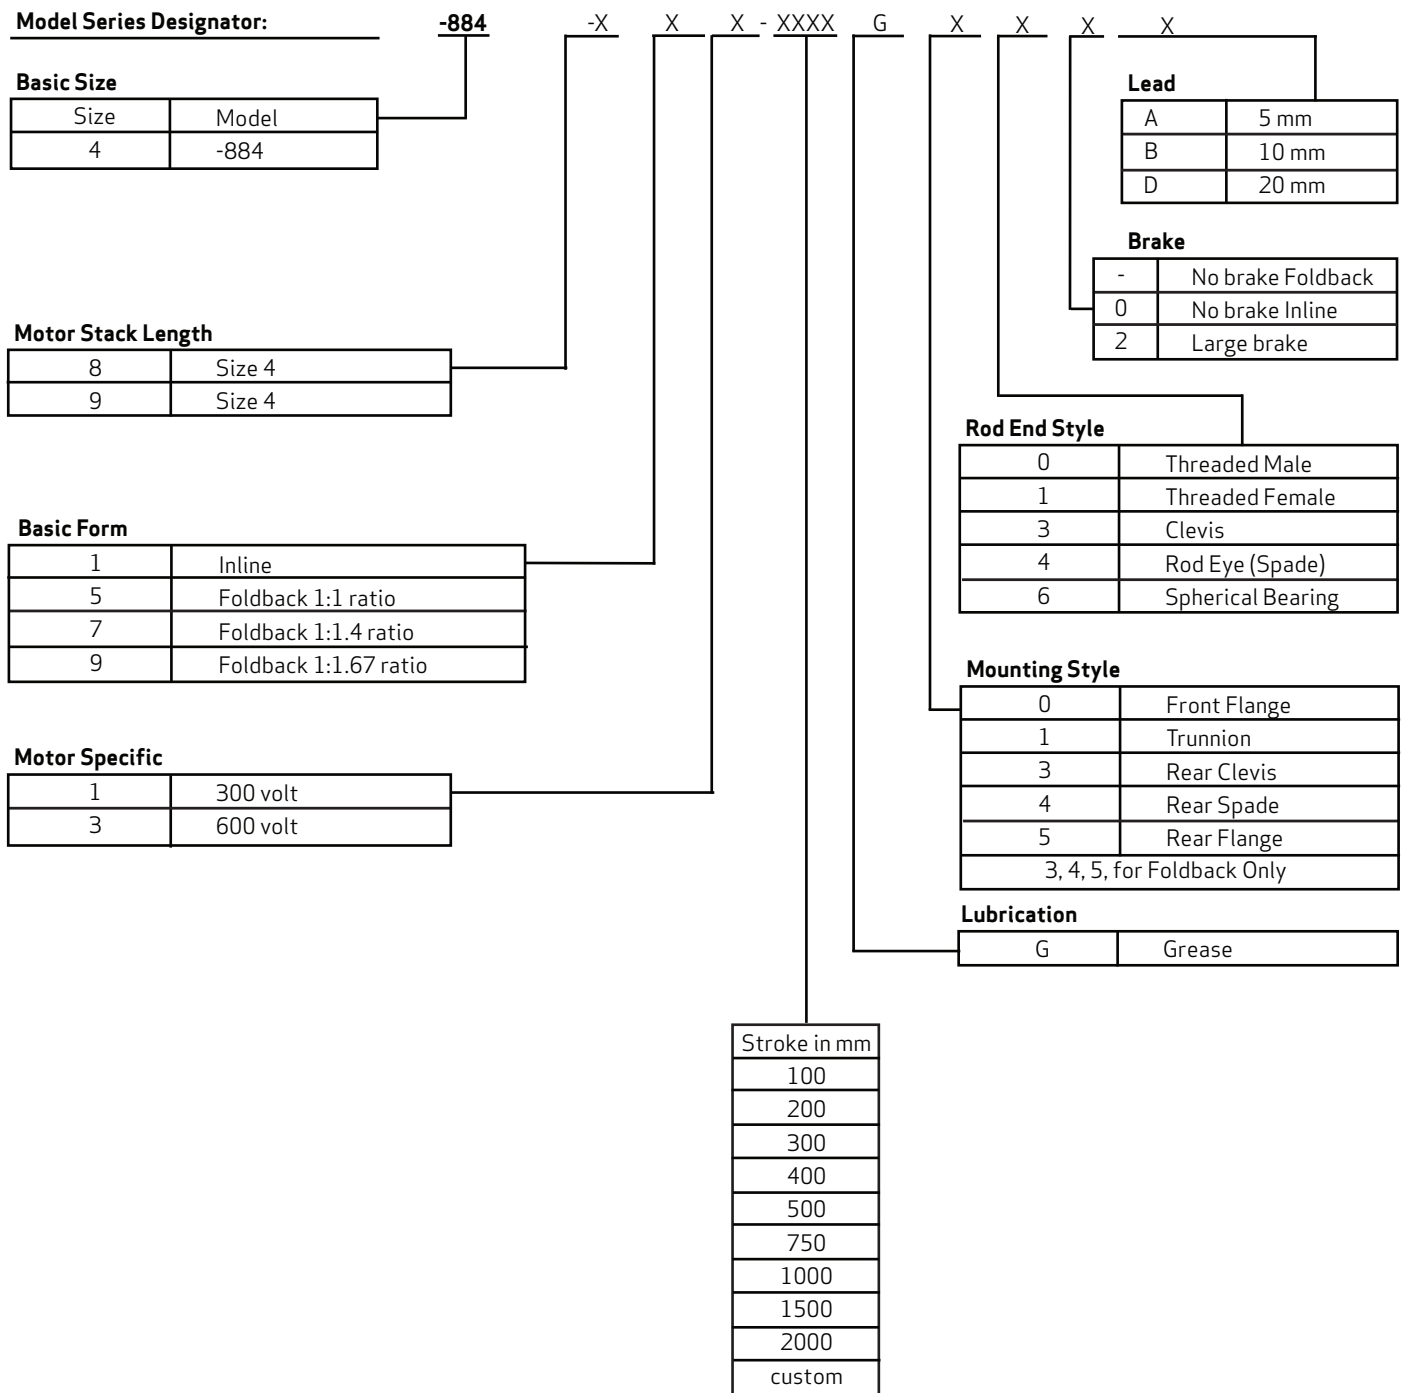 Model Series Designator: -884 -X X X - XXXX G X X X X
Basic Size
Size Model
4 -884
Lead
A 5 mm
B 10 mm
D 20 mm
Brake
- No brake Foldback
0 No brake Inline
2 Large brake
Motor Stack Length
8 Size 4
9 Size 4
Rod End Style
0 Threaded Male
1 Threaded Female
3 Clevis
4 Rod Eye (Spade)
6 Spherical Bearing
Basic Form
1 Inline
5 Foldback 1:1 ratio
7 Foldback 1:1.4 ratio
9 Foldback 1:1.67 ratio
Mounting Style
0 Front Flange
1 Trunnion
3 Rear Clevis
4 Rear Spade
5 Rear Flange
3, 4, 5, for Foldback Only
Motor Specific
1 300 volt
3 600 volt
Lubrication
G Grease
Stroke in mm
100
200
300
400
500
750
1000
1500
2000
custom